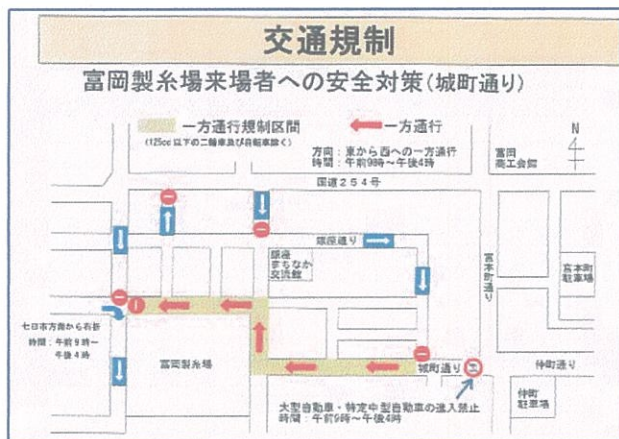 交通規制
富岡製糸場来場者への安全対策(城町通り)
一方通行規制区間
(125cc以下の二輪車及び自転車除く)
一方通行
方向:東から西への一方通行
時間:午前9時~午後4時
N
富岡
商工会館
国道254号
銀座通り
銀座
まちなか
交流館
宮本町通り
宮本町
駐車場
七日市方面から右折
時間:午前9時~
午後4時
富岡製糸場
城町通り
仲町通り
大型自動車・特定中型自動車の進入禁止
時間:午前9時~午後4時
仲町
駐車場